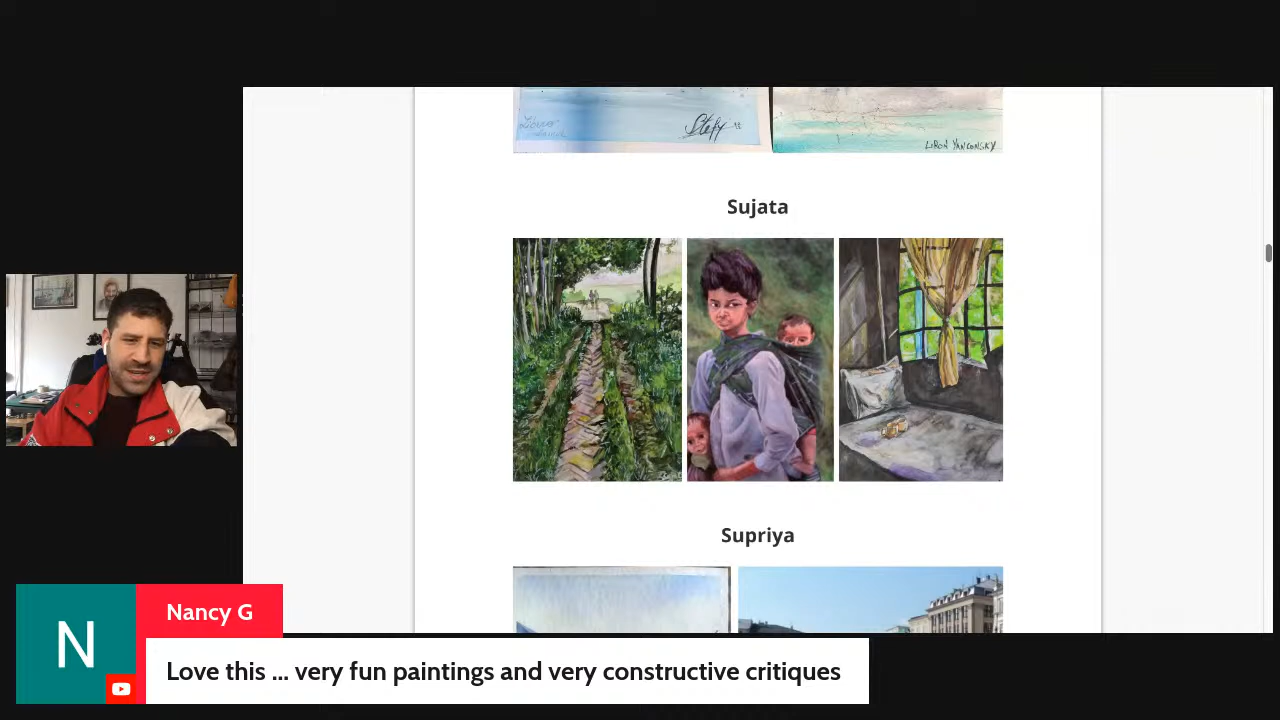 Stefy
LIRON YANCONSKY
Sujata
Supriya
N
Nancy G
Love this ... very fun paintings and very constructive critiques